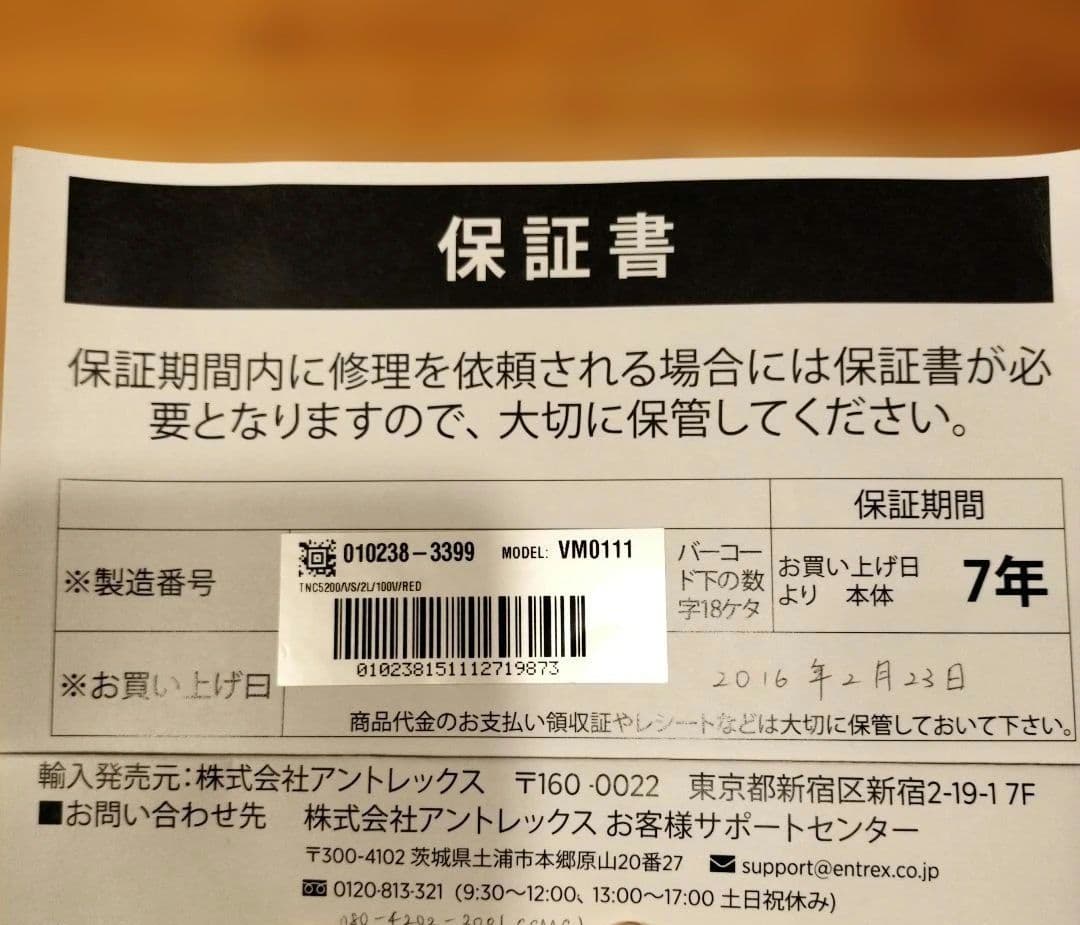 保証書
保証期間内に修理を依頼される場合には保証書が必
要となりますので、大切に保管してください。
保証期間
※製造番号
010238-3399 MODEL: VM0111
TNC5200/VS/2L/100V/RED
010238151112719873
バーコー
ド下の数
字18ケタ
お買い上げ日
より 本体
7年
※お買い上げ日
2016年2月23日
商品代金のお支払い領収証やレシートなどは大切に保管しておいて下さい。
輸入発売元:株式会社アントレックス 〒160-0022 東京都新宿区新宿2-19-1 7F
■お問い合わせ先 株式会社アントレックス お客様サポートセンター
〒300-4102 茨城県土浦市本郷原山20番27 support@entrex.co.jp
0120-813-321 (9:30〜12:00、13:00〜17:00 土日祝休み)